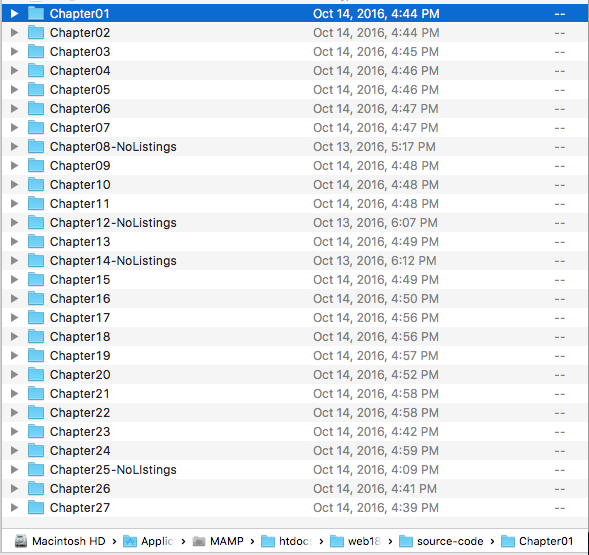 Chapter01 Oct 14, 2016, 4:44 PM --
Chapter02 Oct 14, 2016, 4:44 PM --
Chapter03 Oct 14, 2016, 4:45 PM --
Chapter04 Oct 14, 2016, 4:46 PM --
Chapter05 Oct 14, 2016, 4:46 PM --
Chapter06 Oct 14, 2016, 4:47 PM --
Chapter07 Oct 14, 2016, 4:47 PM --
Chapter08-NoListings Oct 13, 2016, 5:17 PM --
Chapter09 Oct 14, 2016, 4:48 PM --
Chapter10 Oct 14, 2016, 4:48 PM --
Chapter11 Oct 14, 2016, 4:48 PM --
Chapter12-NoListings Oct 13, 2016, 6:07 PM --
Chapter13 Oct 14, 2016, 4:49 PM --
Chapter14-NoListings Oct 13, 2016, 6:12 PM --
Chapter15 Oct 14, 2016, 4:49 PM --
Chapter16 Oct 14, 2016, 4:50 PM --
Chapter17 Oct 14, 2016, 4:56 PM --
Chapter18 Oct 14, 2016, 4:56 PM --
Chapter19 Oct 14, 2016, 4:57 PM --
Chapter20 Oct 14, 2016, 4:52 PM --
Chapter21 Oct 14, 2016, 4:58 PM --
Chapter22 Oct 14, 2016, 4:58 PM --
Chapter23 Oct 14, 2016, 4:42 PM --
Chapter24 Oct 14, 2016, 4:59 PM --
Chapter25-NoLIstings Oct 14, 2016, 4:09 PM --
Chapter26 Oct 14, 2016, 4:41 PM --
Chapter27 Oct 14, 2016, 4:39 PM --
Macintosh HD › Applic › MAMP › htdocs › web18 › source-code › Chapter01